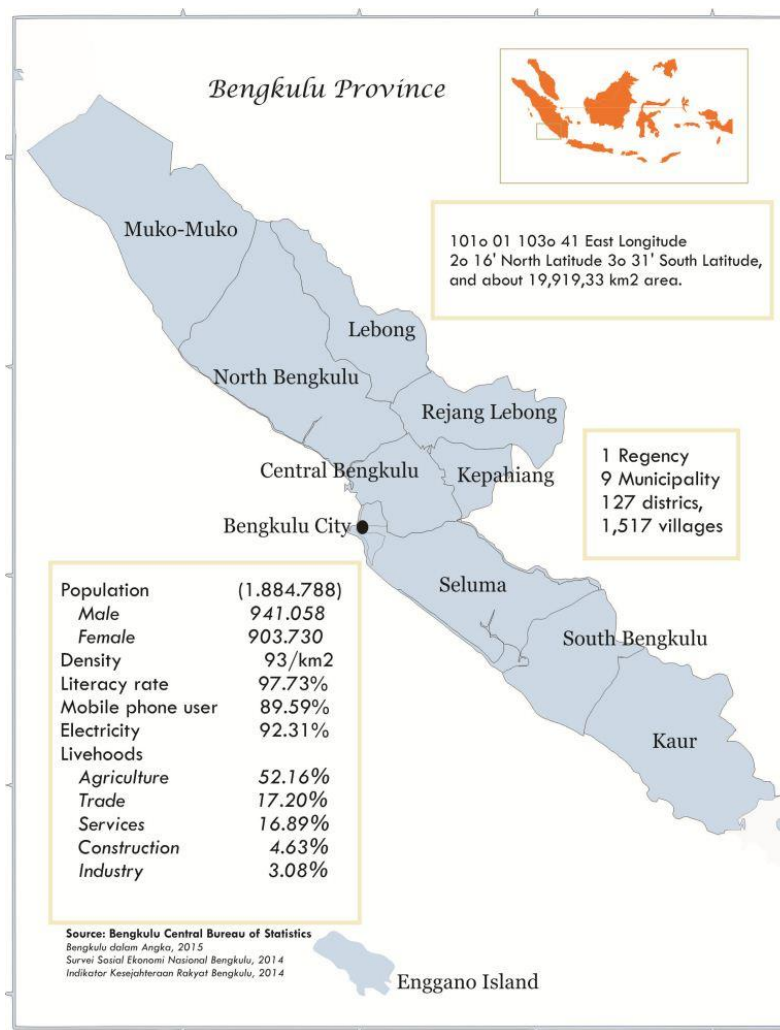 Bengkulu Province
101o 01 103o 41 East Longitude
2o 16' North Latitude 3o 31' South Latitude,
and about 19,919,33 km2 area.
Muko-Muko
Lebong
North Bengkulu
Rejang Lebong
Central Bengkulu
Kepahiang
Bengkulu City
1 Regency
9 Municipality
127 districs,
1,517 villages
Seluma
South Bengkulu
Kaur
Population (1.884.788)
Male 941.058
Female 903.730
Density 93/km2
Literacy rate 97.73%
Mobile phone user 89.59%
Electricity 92.31%
Livehoods
Agriculture 52.16%
Trade 17.20%
Services 16.89%
Construction 4.63%
Industry 3.08%
Source: Bengkulu Central Bureau of Statistics
Bengkulu dalam Angka, 2015
Survei Sosial Ekonomi Nasional Bengkulu, 2014
Indikator Kesejahteraan Rakyat Bengkulu, 2014
Enggano Island